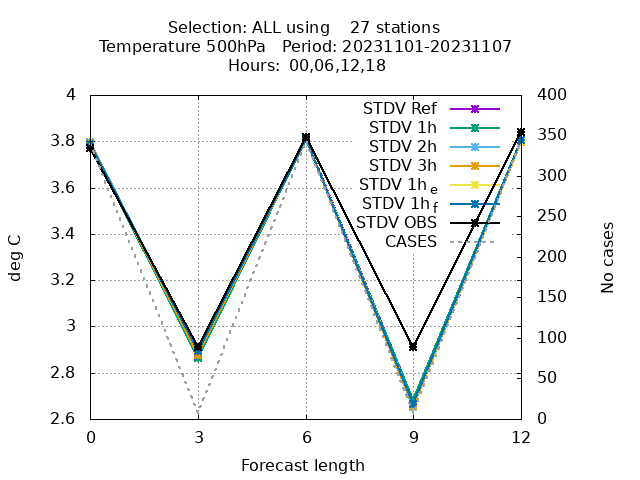 Selection: ALL using 27 stations
Temperature 500hPa Period: 20231101-20231107
Hours: 00,06,12,18
4
3.8
3.6
3.4
3.2
3
2.8
2.6
deg C
400
350
300
250
200
150
100
50
0
No cases
STDV Ref
STDV 1h
STDV 2h
STDV 3h
STDV 1h e
STDV 1h f
STDV OBS
CASES
0 3 6 9 12
Forecast length